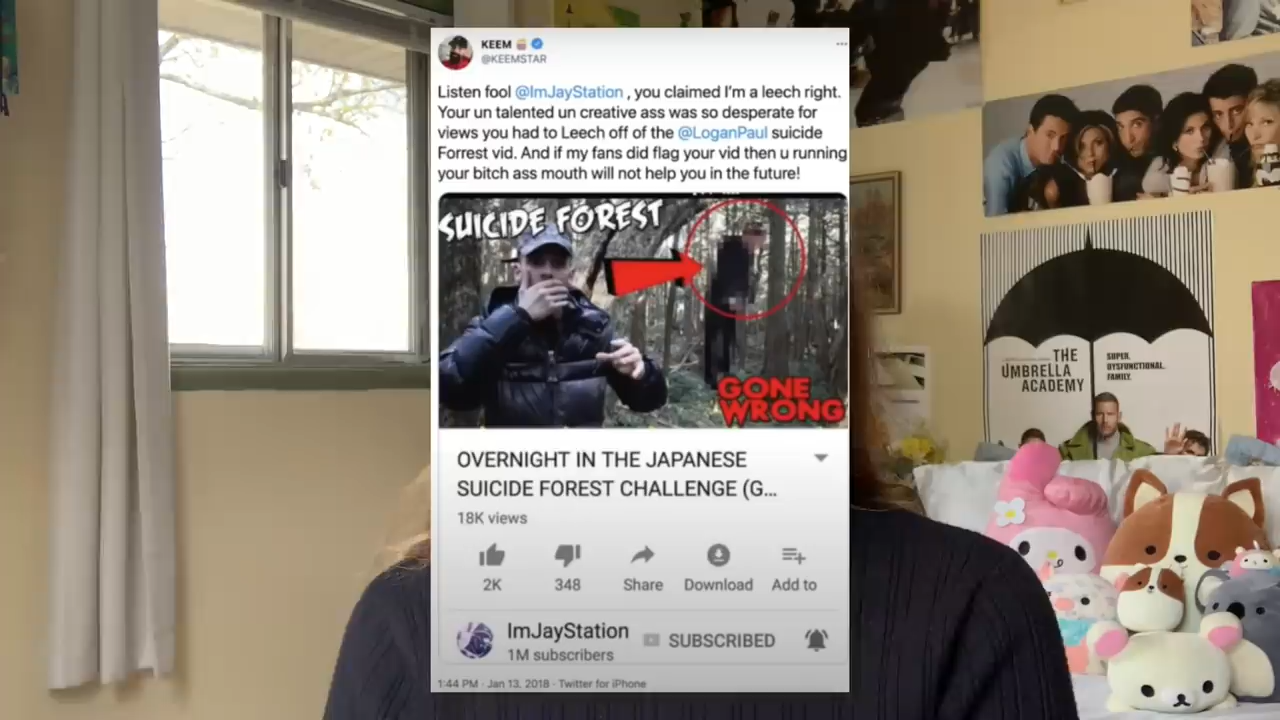 KEEM
@KEEMSTAR
Listen fool @ImJayStation , you claimed I'm a leech right.
Your un talented un creative ass was so desperate for
views you had to Leech off of the @LoganPaul suicide
Forrest vid. And if my fans did flag your vid then u running
your bitch ass mouth will not help you in the future!
SUICIDE FOREST
GONE
WRONG
OVERNIGHT IN THE JAPANESE
SUICIDE FOREST CHALLENGE (G...
18K views
2K
348
Share
Download
Add to
ImJayStation
SUBSCRIBED
1M subscribers
1:44 PM · Jan 13, 2018 · Twitter for iPhone
THE
UMBRELLA
ACADEMY
SUPER.
DYSFUNCTIONAL.
FAMILY.